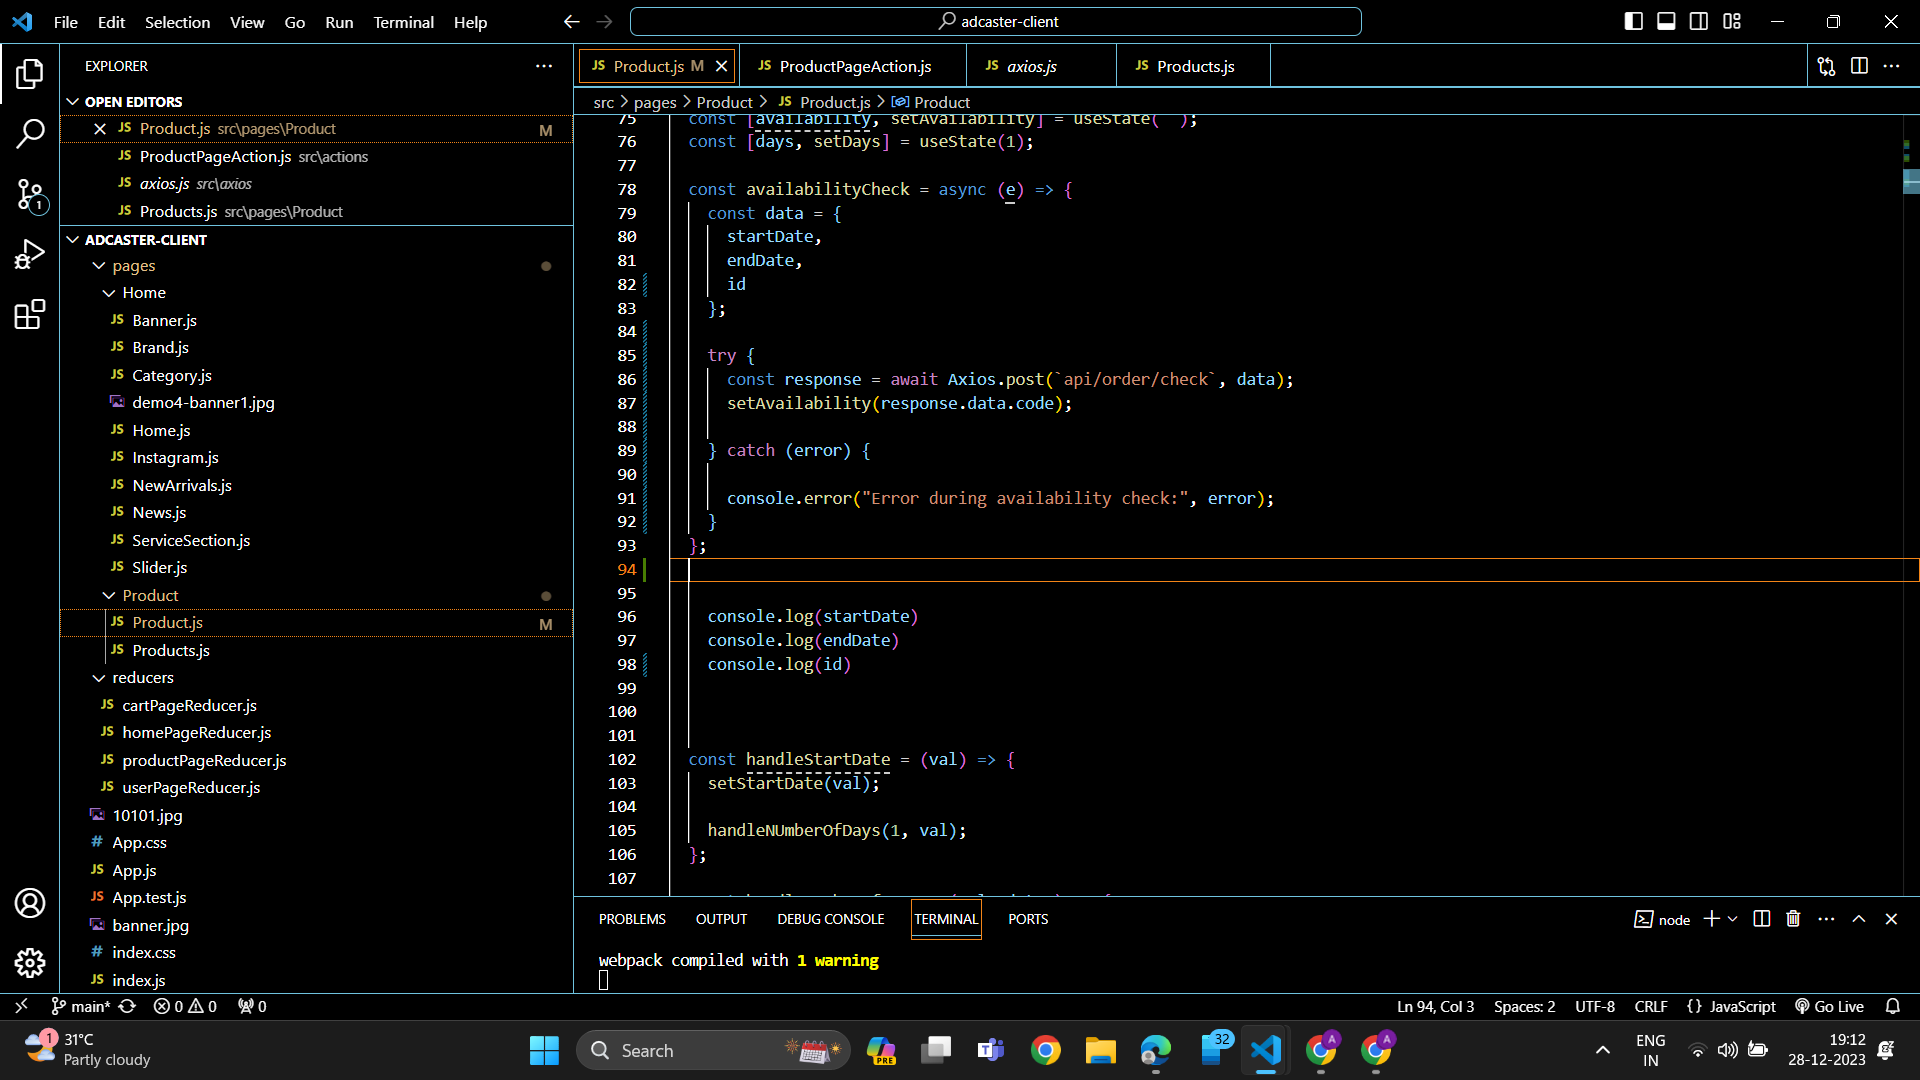 File Edit Selection View Go Run Terminal Help
adcaster-client
EXPLORER
OPEN EDITORS
JS Product.js src\pages\Product M
JS ProductPageAction.js src\actions
JS axios.js src\axios
JS Products.js src\pages\Product
1
ADCASTER-CLIENT
pages
Home
JS Banner.js
JS Brand.js
JS Category.js
demo4-banner1.jpg
JS Home.js
JS Instagram.js
JS NewArrivals.js
JS News.js
JS ServiceSection.js
JS Slider.js
Product
JS Product.js M
JS Products.js
reducers
JS cartPageReducer.js
JS homePageReducer.js
JS productPageReducer.js
JS userPageReducer.js
10101.jpg
# App.css
JS App.js
JS App.test.js
banner.jpg
# index.css
JS index.js
JS Product.js M JS ProductPageAction.js JS axios.js JS Products.js
src > pages > Product > JS Product.js > Product
75 const [availability, setAvailability] = useState( );
76 const [days, setDays] = useState(1);
77
78 const availabilityCheck = async (e) => {
79 const data = {
80 startDate,
81 endDate,
82 id
83 };
84
85 try {
86 const response = await Axios.post(`api/order/check`, data);
87 setAvailability(response.data.code);
88
89 } catch (error) {
90
91 console.error("Error during availability check:", error);
92 }
93 };
94
95
96 console.log(startDate)
97 console.log(endDate)
98 console.log(id)
99
100
101
102 const handleStartDate = (val) => {
103 setStartDate(val);
104
105 handleNUmberOfDays(1, val);
106 };
107
PROBLEMS OUTPUT DEBUG CONSOLE TERMINAL PORTS
node
webpack compiled with 1 warning
main* 0 0 0
Ln 94, Col 3 Spaces: 2 UTF-8 CRLF {} JavaScript Go Live
1
31°C
Partly cloudy
Search
PRE
32
A
A
ENG
IN
19:12
28-12-2023